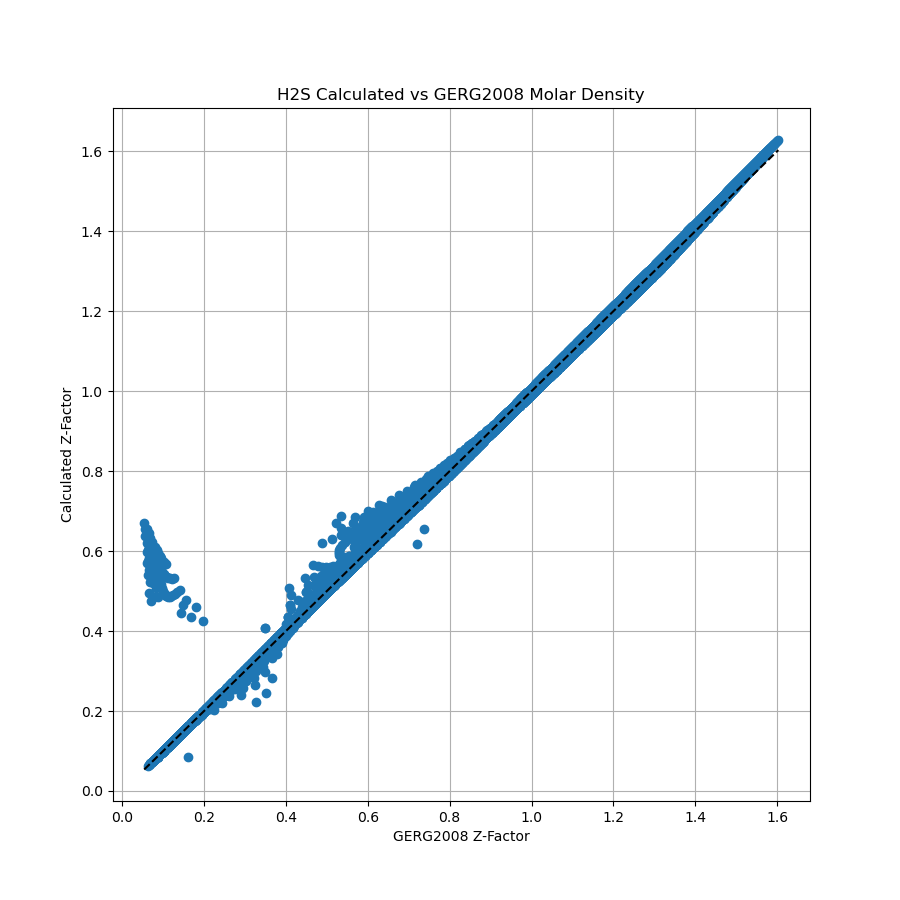 H2S Calculated vs GERG2008 Molar Density
1.6
1.4
1.2
1.0
0.8
0.6
0.4
0.2
0.0
Calculated Z-Factor
0.0 0.2 0.4 0.6 0.8 1.0 1.2 1.4 1.6
GERG2008 Z-Factor